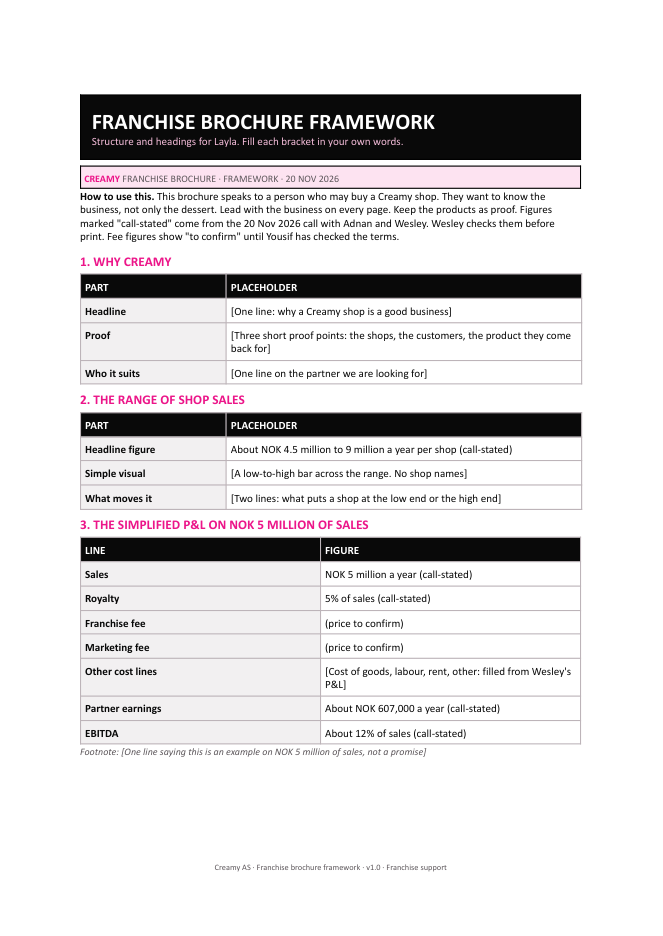 FRANCHISE BROCHURE FRAMEWORK
Structure and headings for Layla. Fill each bracket in your own words.
CREAMY FRANCHISE BROCHURE · FRAMEWORK · 20 NOV 2026
How to use this. This brochure speaks to a person who may buy a Creamy shop. They want to know the
business, not only the dessert. Lead with the business on every page. Keep the products as proof. Figures
marked "call-stated" come from the 20 Nov 2026 call with Adnan and Wesley. Wesley checks them before
print. Fee figures show "to confirm" until Yousif has checked the terms.
1. WHY CREAMY
PART PLACEHOLDER
Headline [One line: why a Creamy shop is a good business]
Proof [Three short proof points: the shops, the customers, the product they come
back for]
Who it suits [One line on the partner we are looking for]
2. THE RANGE OF SHOP SALES
PART PLACEHOLDER
Headline figure About NOK 4.5 million to 9 million a year per shop (call-stated)
Simple visual [A low-to-high bar across the range. No shop names]
What moves it [Two lines: what puts a shop at the low end or the high end]
3. THE SIMPLIFIED P&L ON NOK 5 MILLION OF SALES
LINE FIGURE
Sales NOK 5 million a year (call-stated)
Royalty 5% of sales (call-stated)
Franchise fee (price to confirm)
Marketing fee (price to confirm)
Other cost lines [Cost of goods, labour, rent, other: filled from Wesley's
P&L]
Partner earnings About NOK 607,000 a year (call-stated)
EBITDA About 12% of sales (call-stated)
Footnote: [One line saying this is an example on NOK 5 million of sales, not a promise]
Creamy AS · Franchise brochure framework · v1.0 · Franchise support